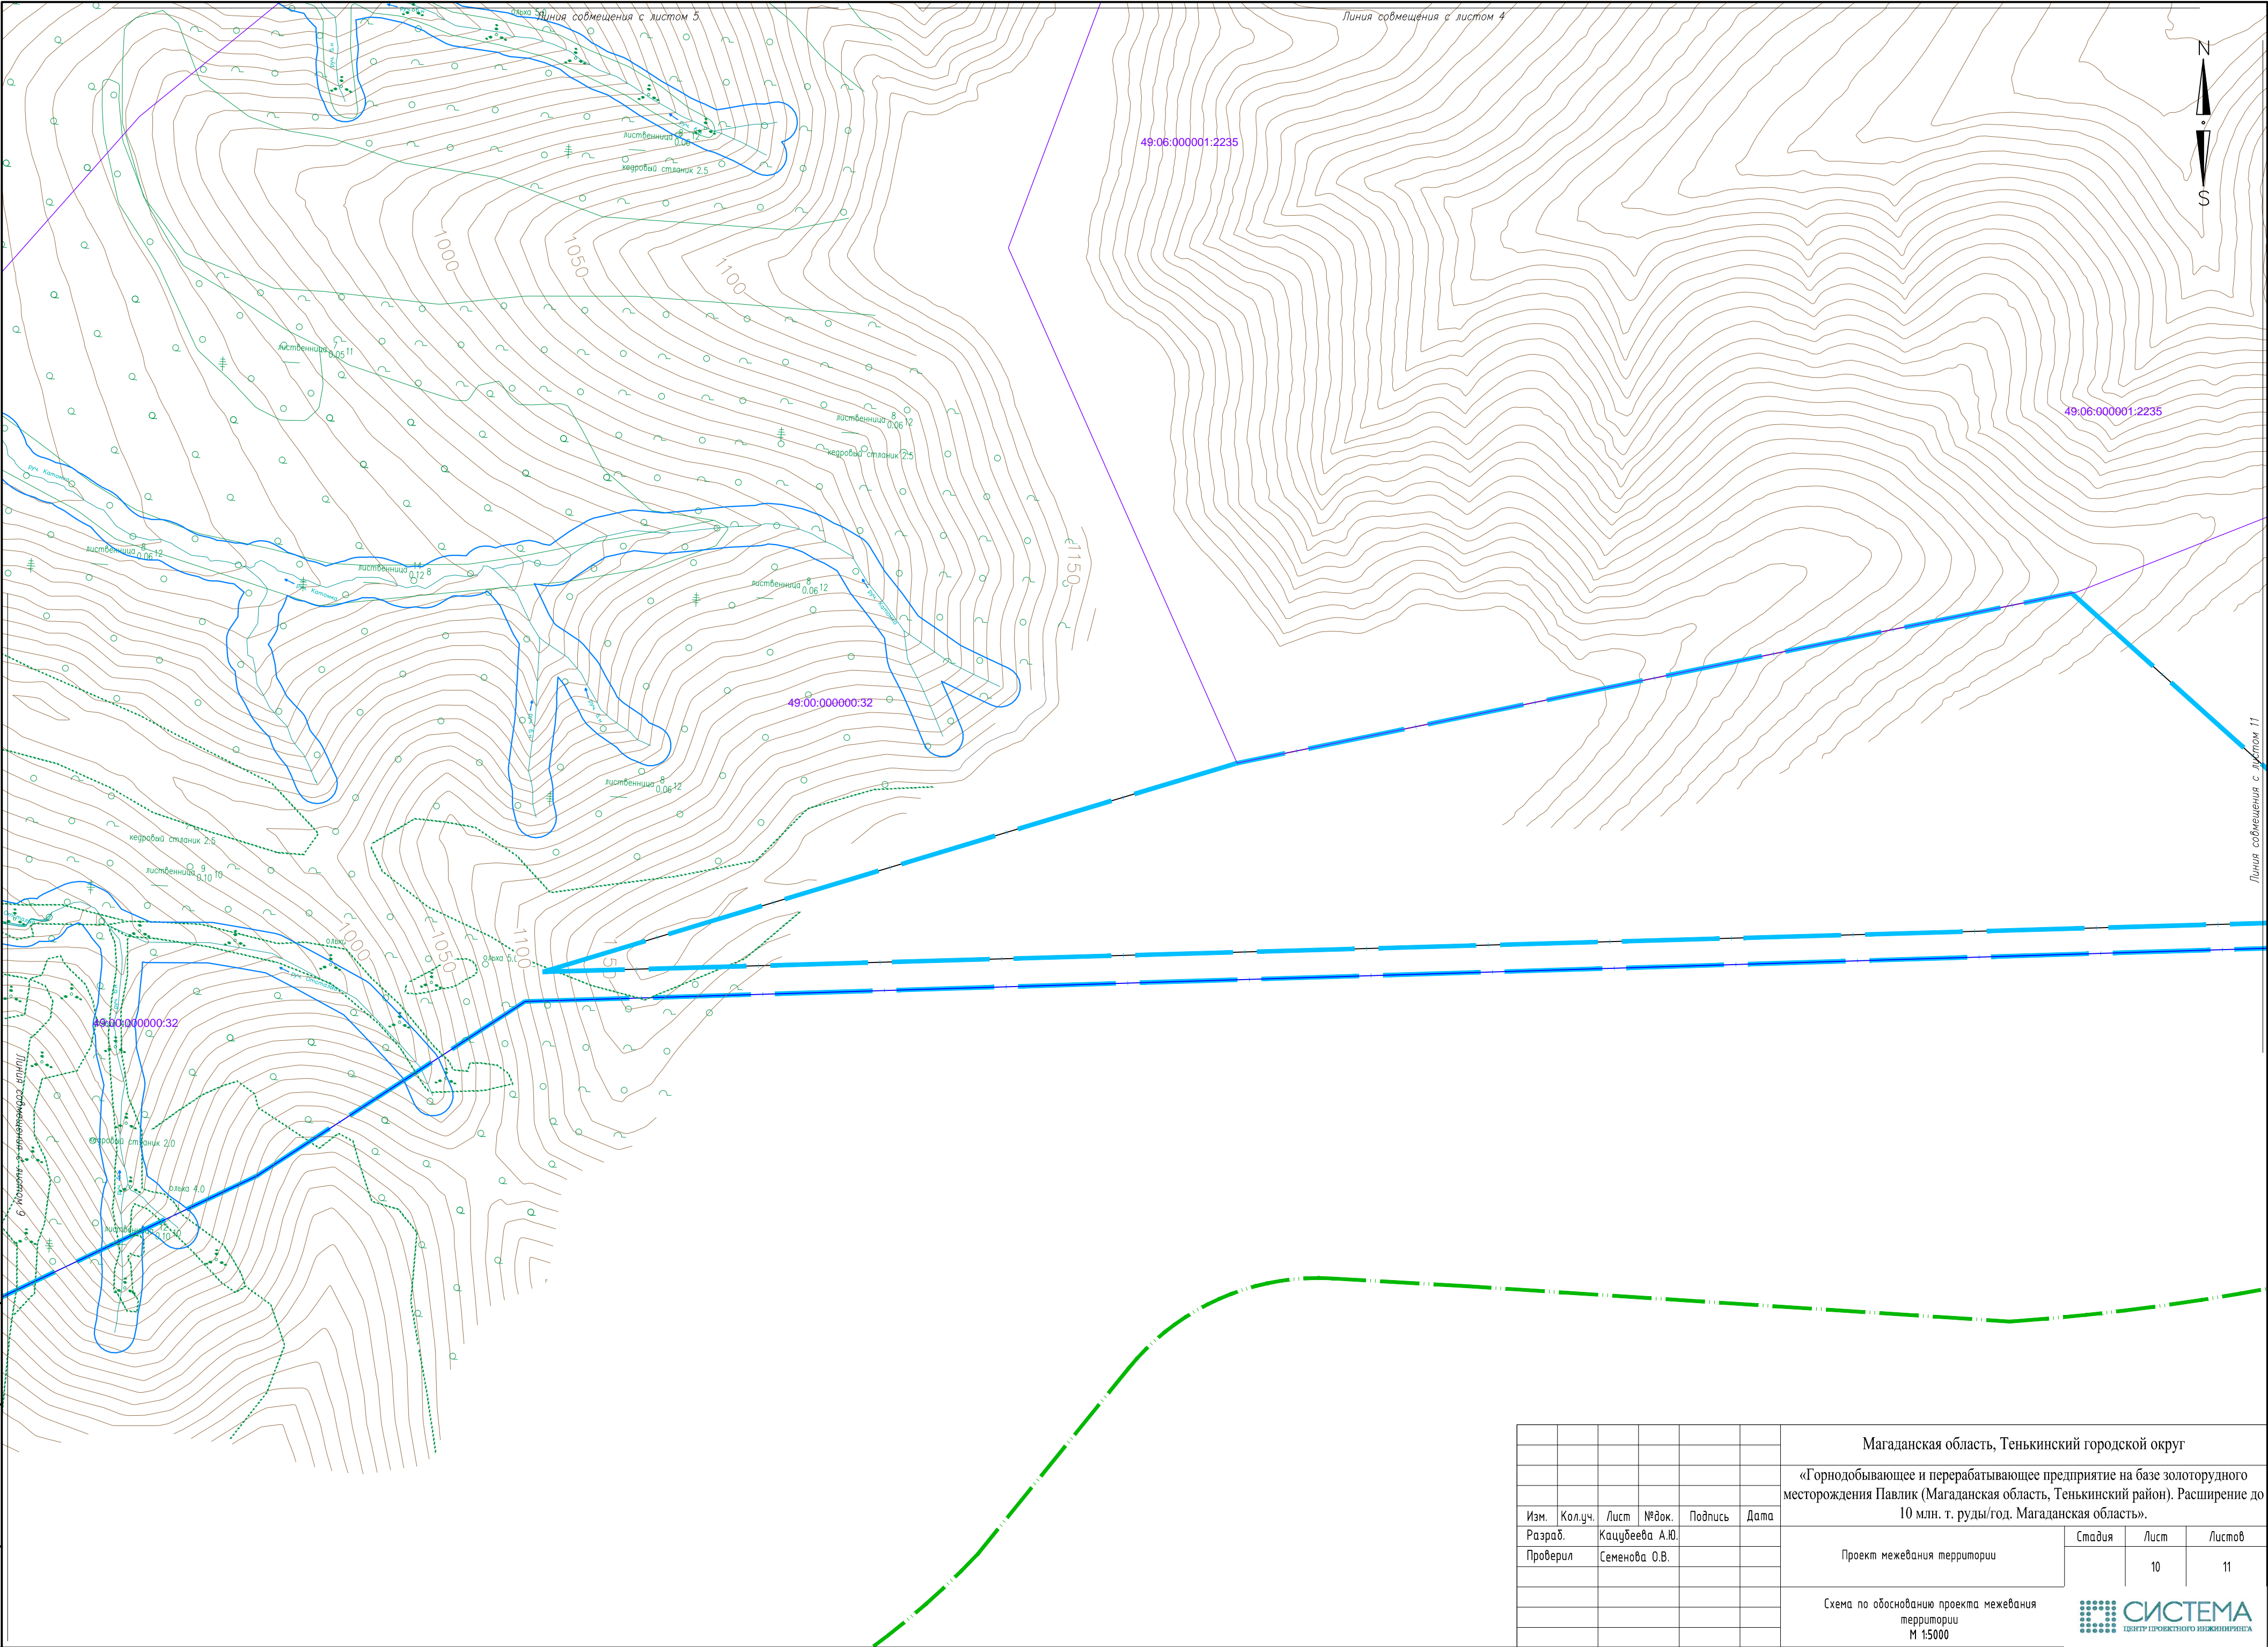 Линия совмещения с листом 5
Линия совмещения с листом 4
N
S
ольха
лиственница 0.06 12
кедровый стланик 2.5
49:06:000001:2235
1000
1050
1100
лиственница 7 0.05 11
49:06:000001:2235
лиственница 8 0.06 12
кедровый стланик 2.5
руч.
лиственница 8 0.06 12
лиственница 14 0.12 8
лиственница 8 0.06 12
1150
49:00:000000:32
лиственница 8 0.06 12
Линия совмещения с листом 11
кедровый стланик 2.5
лиственница 9 0.10 10
1000
1050
1100
ольха 5.0
49:00:000000:32
Линия совмещения с листом 9
кедровый стланик 2.0
ольха 4.0
лиственница 12 0.10 10
Магаданская область, Тенькинский городской округ
«Горнодобывающее и перерабатывающее предприятие на базе золоторудного
месторождения Павлик (Магаданская область, Тенькинский район). Расширение до
10 млн. т. руды/год. Магаданская область».
Изм. Кол.уч. Лист №док. Подпись Дата
Разраб. Кацубеева А.Ю.
Проверил Семенова О.В.
Проект межевания территории
Стадия Лист Листов
10 11
Схема по обоснованию проекта межевания
территории
М 1:5000
СИСТЕМА
ЦЕНТР ПРОЕКТНОГО ИНЖИНИРИНГА